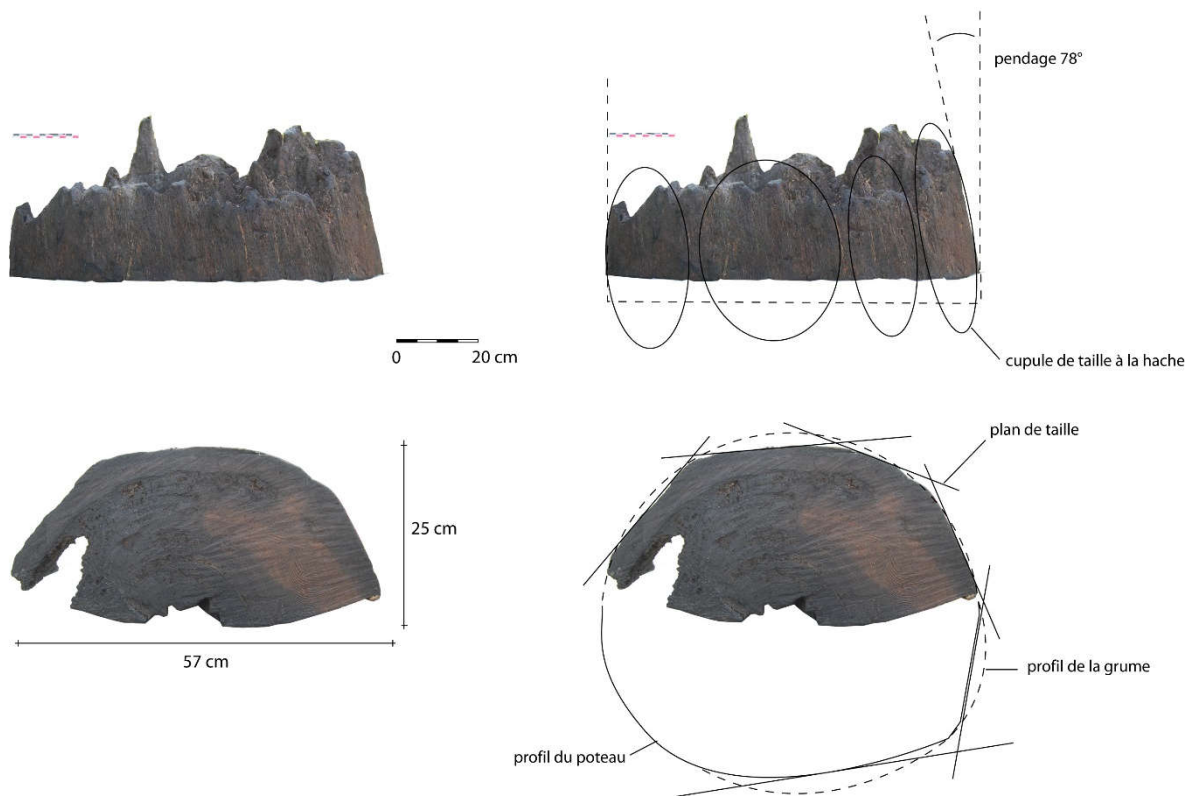 pendage 78°
0 20 cm
cupule de taille à la hache
plan de taille
25 cm
57 cm
profil de la grume
profil du poteau